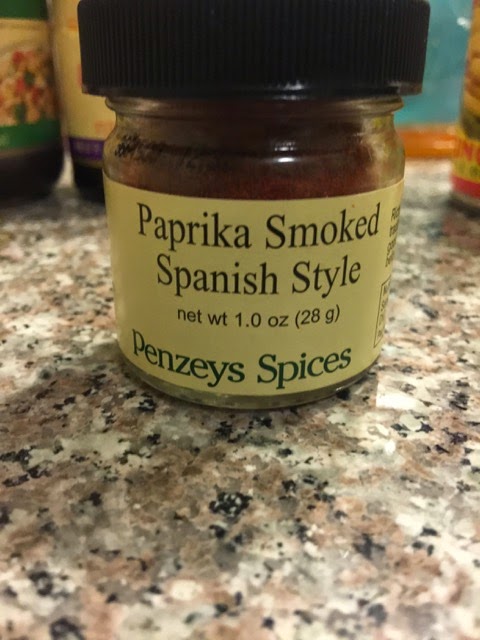 Paprika Smoked
Spanish Style
net wt 1.0 oz (28 g)
Penzeys Spices